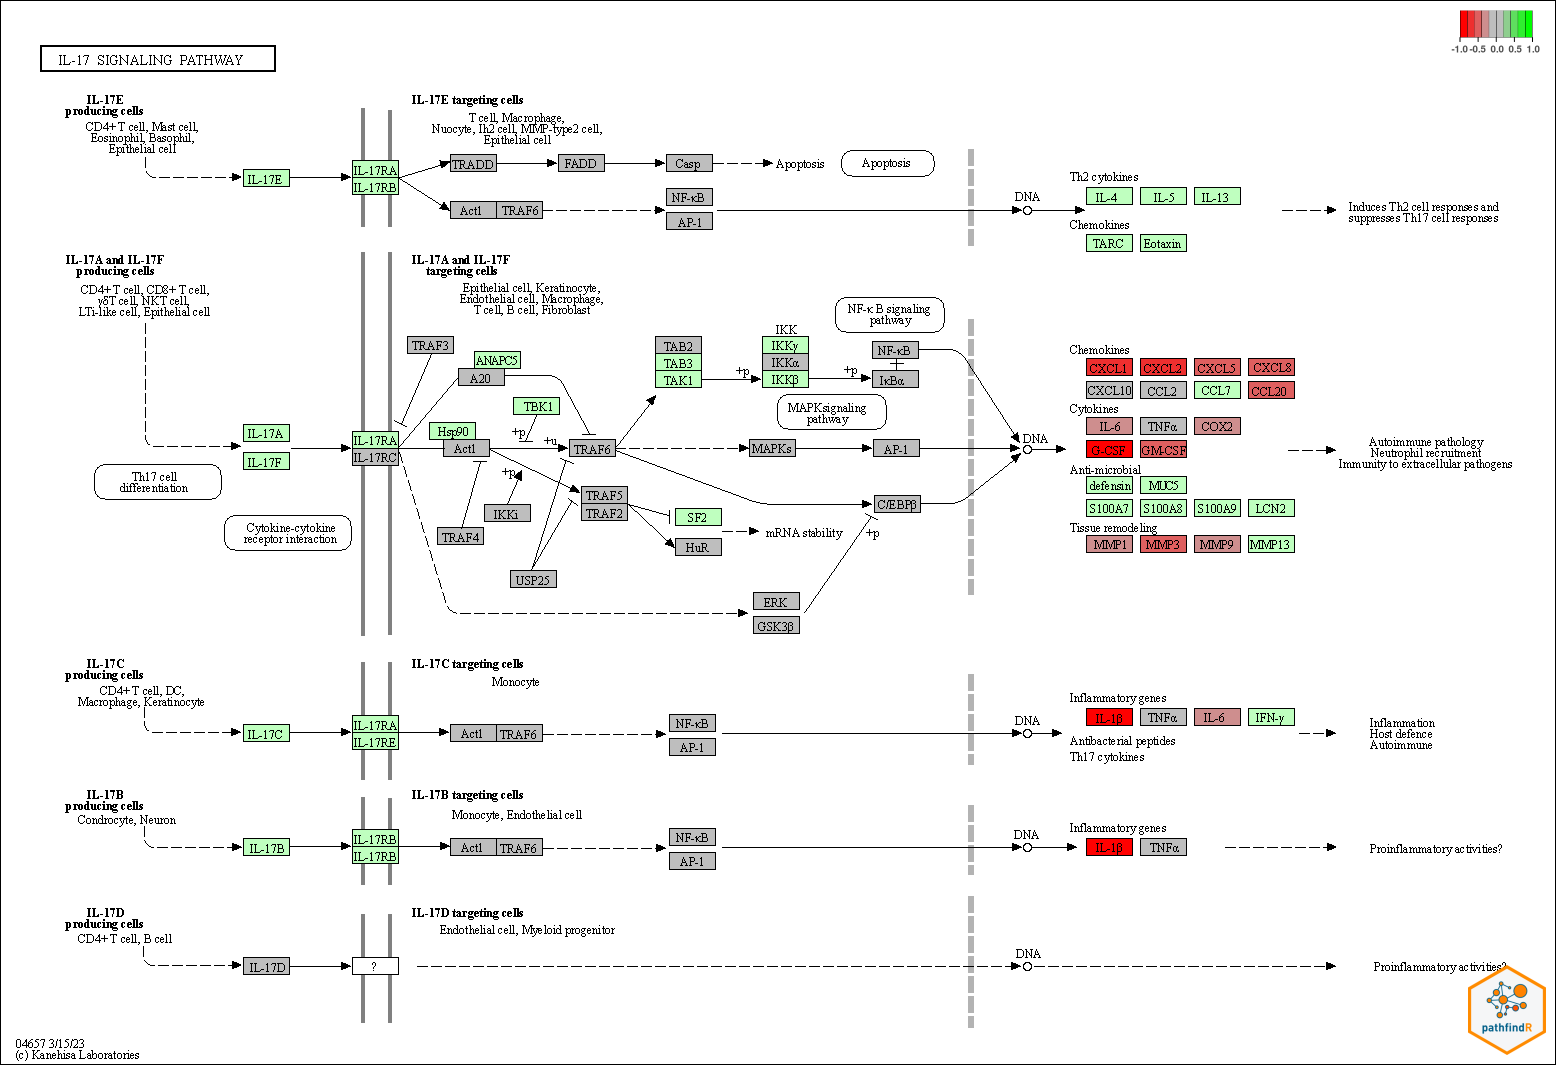 -1.0 -0.5 0.0 0.5 1.0
IL-17 SIGNALING PATHWAY
IL-17E
producing cells
CD4+ T cell, Mast cell,
Eosinophil, Basophil,
Epithelial cell
IL-17E
IL-17RA
IL-17RB
IL-17E targeting cells
T cell, Macrophage,
Nuocyte, Ih2 cell, MMP-type2 cell,
Epithelial cell
TRADD
FADD
Casp
Apoptosis
Apoptosis
Act1
TRAF6
NF-κB
AP-1
DNA
Th2 cytokines
IL-4
IL-5
IL-13
Chemokines
TARC
Eotaxin
Induces Th2 cell responses and
suppresses Th17 cell responses
IL-17A and IL-17F
producing cells
CD4+ T cell, CD8+ T cell,
γδT cell, NKT cell,
LTi-like cell, Epithelial cell
IL-17A
IL-17F
Th17 cell
differentiation
Cytokine-cytokine
receptor interaction
IL-17RA
IL-17RC
IL-17A and IL-17F
targeting cells
Epithelial cell, Keratinocyte,
Endothelial cell, Macrophage,
T cell, B cell, Fibroblast
TRAF3
ANAPC5
A20
TBK1
Hsp90
Act1
+p
+u
TRAF6
+p
IKKi
TRAF4
USP25
TRAF5
TRAF2
SF2
HuR
mRNA stability
TAB2
TAB3
TAK1
+p
IKK
IKKγ
IKKα
IKKβ
+p
NF-κB
IκBα
NF-κ B signaling
pathway
MAPK signaling
pathway
MAPKs
AP-1
C/EBPβ
+p
ERK
GSK3β
DNA
Chemokines
CXCL1
CXCL2
CXCL5
CXCL8
CXCL10
CCL2
CCL7
CCL20
Cytokines
IL-6
TNFα
COX2
G-CSF
GM-CSF
Anti-microbial
defensin
MUC5
S100A7
S100A8
S100A9
LCN2
Tissue remodeling
MMP1
MMP3
MMP9
MMP13
Autoimmune pathology
Neutrophil recruitment
Immunity to extracellular pathogens
IL-17C
producing cells
CD4+ T cell, DC,
Macrophage, Keratinocyte
IL-17C
IL-17RA
IL-17RE
IL-17C targeting cells
Monocyte
Act1
TRAF6
NF-κB
AP-1
DNA
Inflammatory genes
IL-1β
TNFα
IL-6
IFN-γ
Antibacterial peptides
Th17 cytokines
Inflammation
Host defence
Autoimmune
IL-17B
producing cells
Condrocyte, Neuron
IL-17B
IL-17RB
IL-17RB
IL-17B targeting cells
Monocyte, Endothelial cell
Act1
TRAF6
NF-κB
AP-1
DNA
Inflammatory genes
IL-1β
TNFα
Proinflammatory activities?
IL-17D
producing cells
CD4+ T cell, B cell
IL-17D
?
IL-17D targeting cells
Endothelial cell, Myeloid progenitor
DNA
Proinflammatory activities?
pathfindR
04657 3/15/23
(c) Kanehisa Laboratories